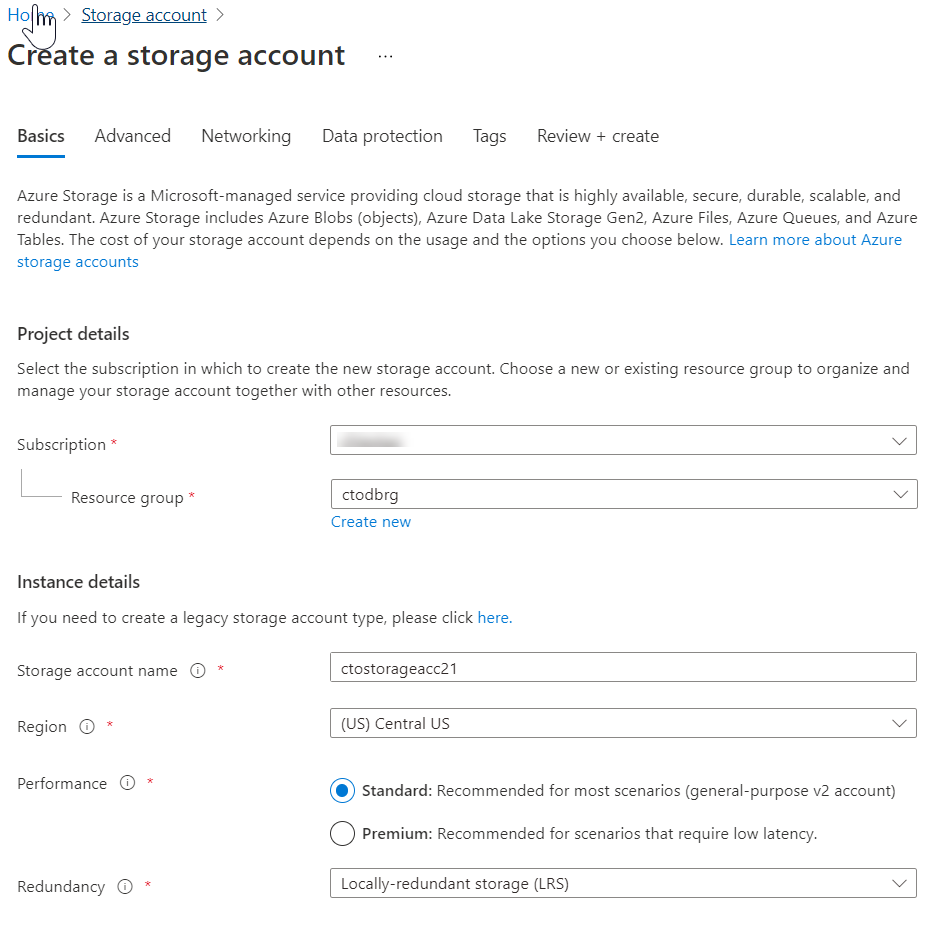 Home > Storage account >
Create a storage account ...
Basics Advanced Networking Data protection Tags Review + create
Azure Storage is a Microsoft-managed service providing cloud storage that is highly available, secure, durable, scalable, and
redundant. Azure Storage includes Azure Blobs (objects), Azure Data Lake Storage Gen2, Azure Files, Azure Queues, and Azure
Tables. The cost of your storage account depends on the usage and the options you choose below. Learn more about Azure
storage accounts
Project details
Select the subscription in which to create the new storage account. Choose a new or existing resource group to organize and
manage your storage account together with other resources.
Subscription *
Resource group * ctodbrg
Create new
Instance details
If you need to create a legacy storage account type, please click here.
Storage account name * ctostorageacc21
Region * (US) Central US
Performance * Standard: Recommended for most scenarios (general-purpose v2 account)
Premium: Recommended for scenarios that require low latency.
Redundancy * Locally-redundant storage (LRS)